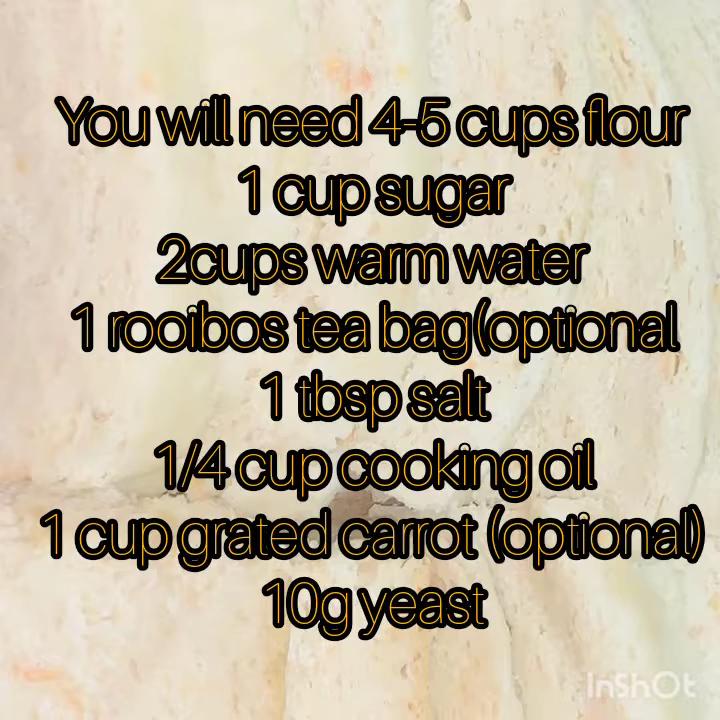 You will need 4-5 cups flour
1 cup sugar
2cups warm water
1 rooibos tea bag(optional
1 tbsp salt
1/4 cup cooking oil
1 cup grated carrot (optional)
10g yeast
InShOt